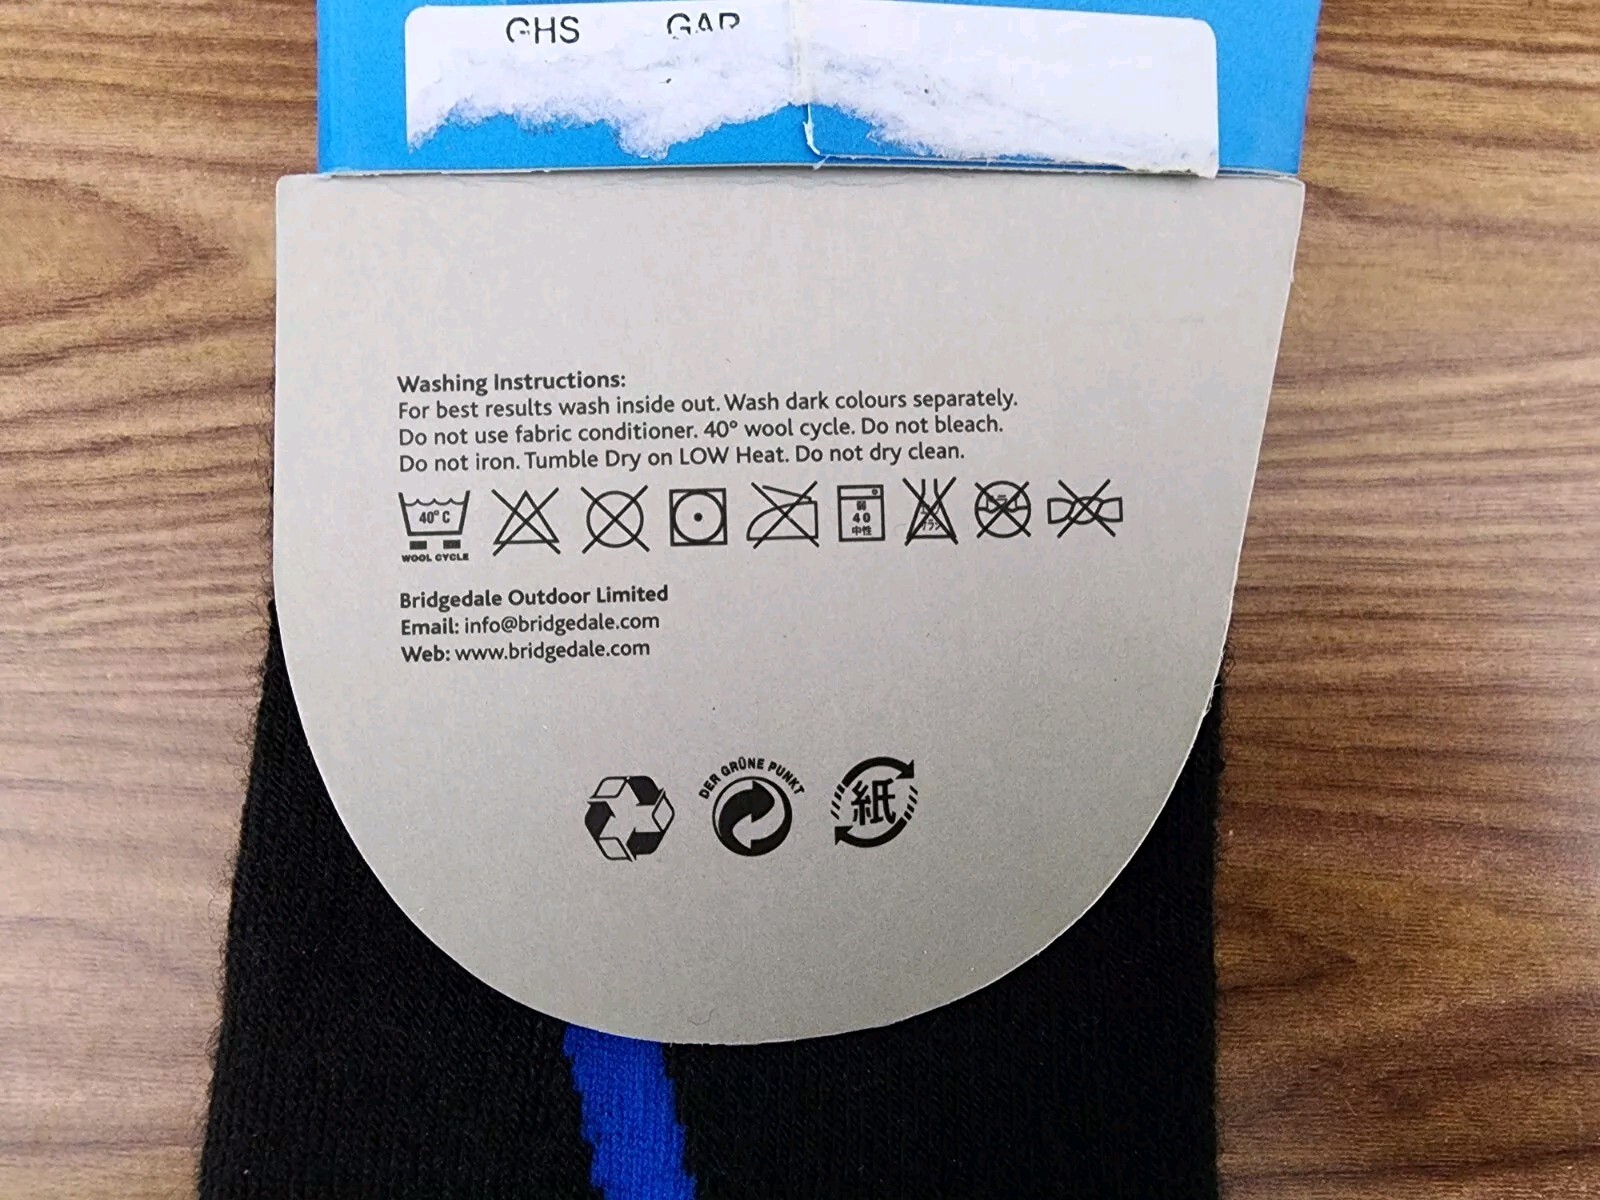 GHS GAP
Washing Instructions:
For best results wash inside out. Wash dark colours separately.
Do not use fabric conditioner. 40° wool cycle. Do not bleach.
Do not iron. Tumble Dry on LOW Heat. Do not dry clean.
40° C
WOOL CYCLE
弱
40
中性
Bridgedale Outdoor Limited
Email: info@bridgedale.com
Web: www.bridgedale.com
DER GRÜNE PUNKT
紙